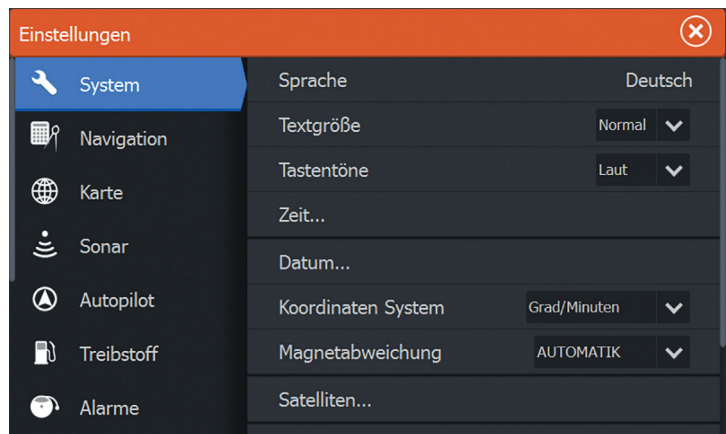 Einstellungen
System
Navigation
Karte
Sonar
Autopilot
Treibstoff
Alarme
Sprache Deutsch
Textgröße Normal
Tastentöne Laut
Zeit...
Datum...
Koordinaten System Grad/Minuten
Magnetabweichung AUTOMATIK
Satelliten...